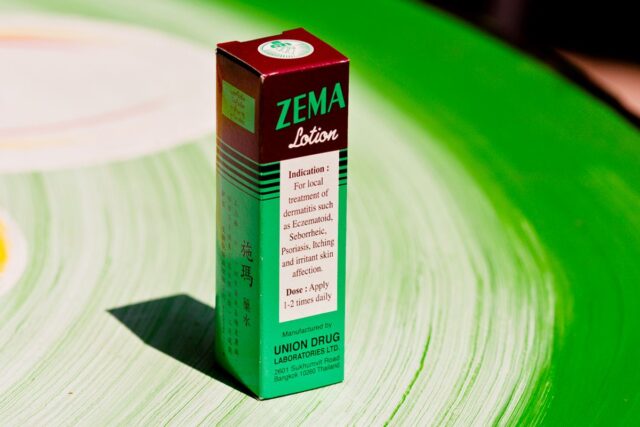 ZEMA
Lotion
Indication :
For local
treatment of
dermatitis such
as Eczematoid,
Seborrheic,
Psoriasis, Itching
and irritant skin
affection.
Dose : Apply
1-2 times daily
Manufactured by
UNION DRUG
LABORATORIES LTD.
2601 Sukhumvit Road
Bangkok 10260 Thailand
施瑪 藥水